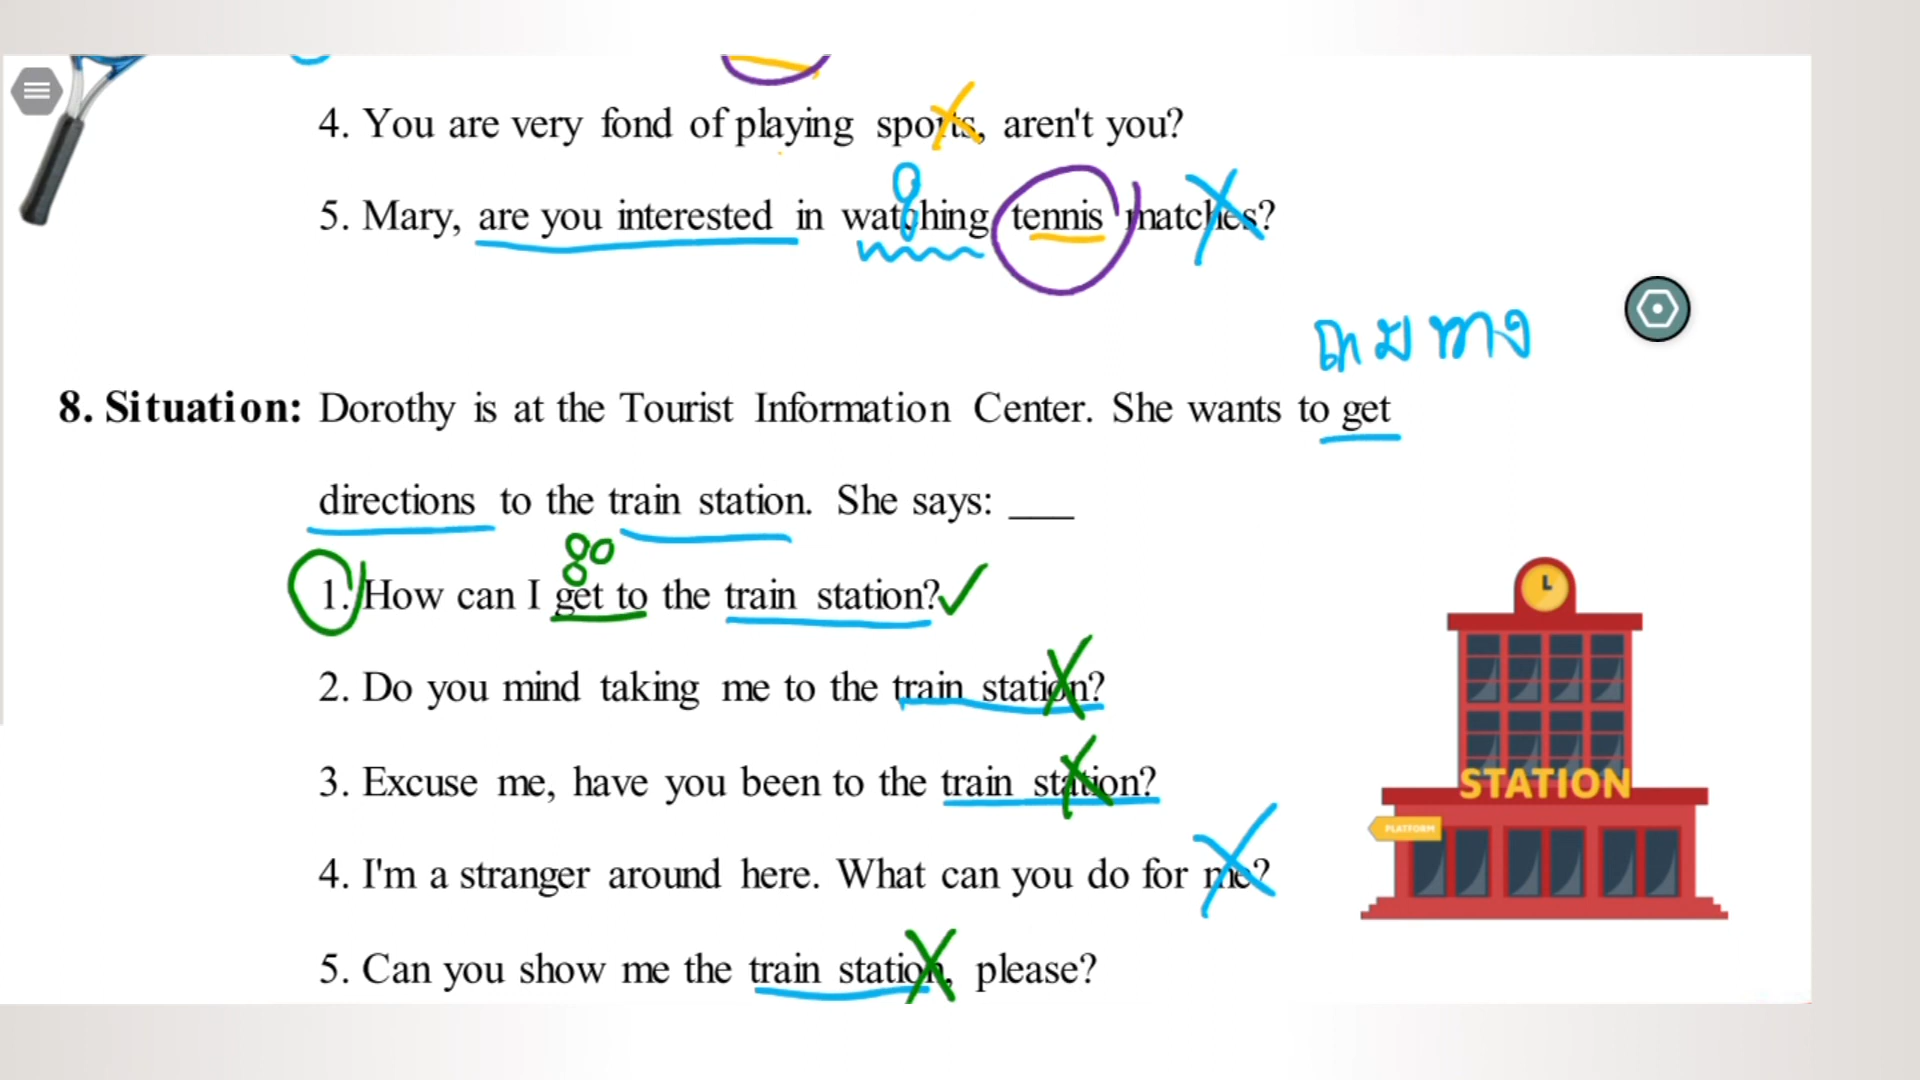 4. You are very fond of playing sports, aren't you?
5. Mary, are you interested in watching tennis matches?
ถามทาง
8. Situation: Dorothy is at the Tourist Information Center. She wants to get
directions to the train station. She says: ___
go
1. How can I get to the train station?
2. Do you mind taking me to the train station?
3. Excuse me, have you been to the train station?
4. I'm a stranger around here. What can you do for me?
5. Can you show me the train station, please?
STATION
PLATFORM